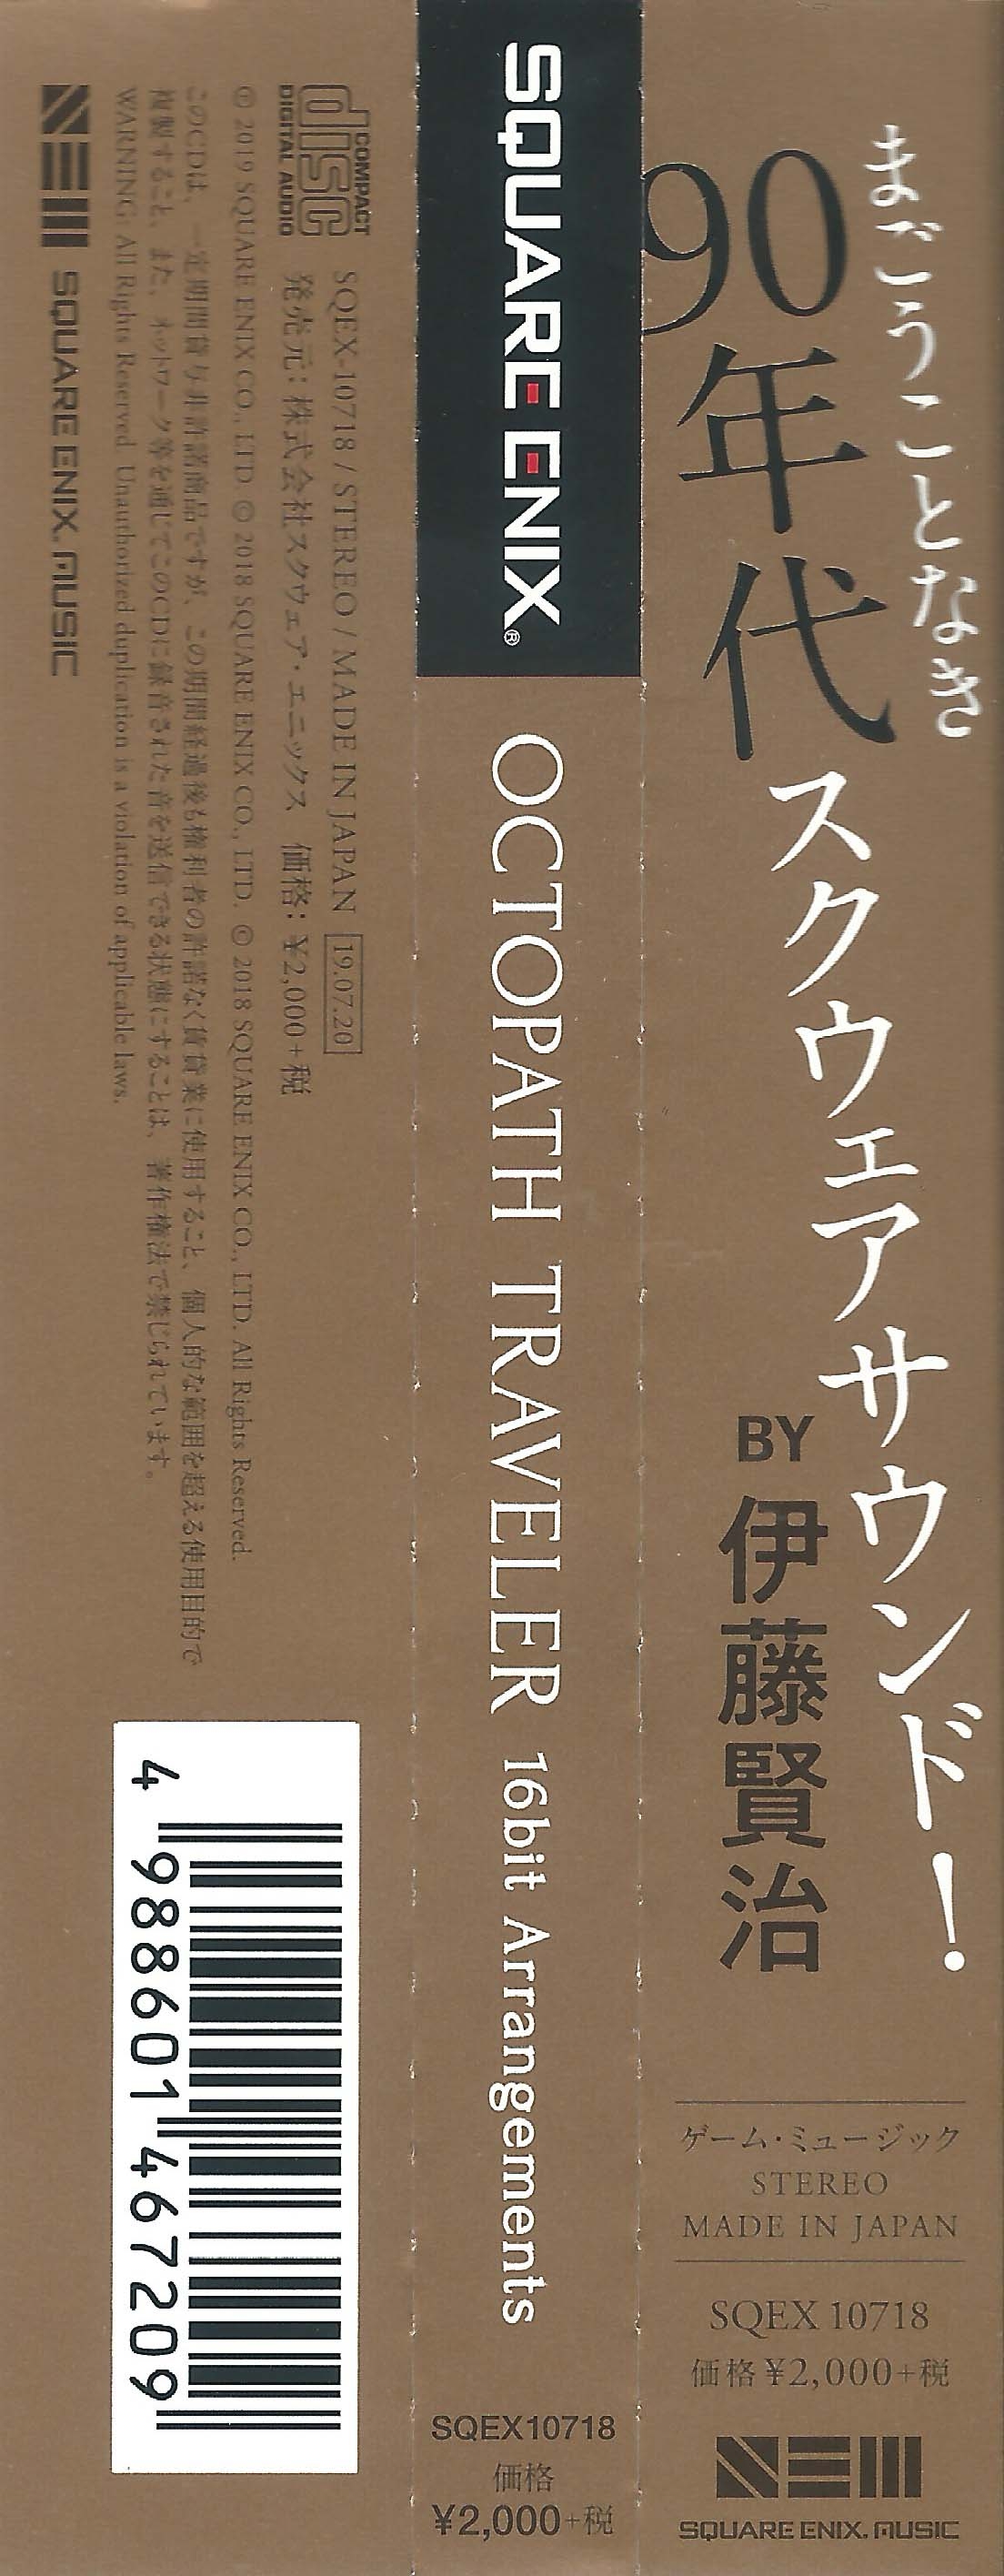 まごうことなき
90年代
スクウェアサウンド!
BY 伊藤賢治
ゲーム・ミュージック
STEREO
MADE IN JAPAN
SQEX 10718
価格¥2,000+税
SQUARE ENIX. MUSIC
SQUARE ENIX®
OCTOPATH TRAVELER 16bit Arrangements
SQEX10718
価格
¥2,000+税
COMPACT
disc
DIGITAL AUDIO
SQEX-10718 / STEREO / MADE IN JAPAN 19.07.20
発売元:株式会社スクウェア・エニックス 価格:¥2,000+税
© 2019 SQUARE ENIX CO., LTD. © 2018 SQUARE ENIX CO., LTD. ℗ 2018 SQUARE ENIX CO., LTD. All Rights Reserved.
このCDは、一定期間貸与非許諾商品ですが、この期間経過後も権利者の許諾なく賃貸業に使用すること、個人的な範囲を超える使用目的で
複製すること、また、ネットワーク等を通じてこのCDに録音された音を送信できる状態にすることは、著作権法で禁じられています。
WARNING: All Rights Reserved. Unauthorized duplication is a violation of applicable laws.
SQUARE ENIX. MUSIC
4 988601 467209